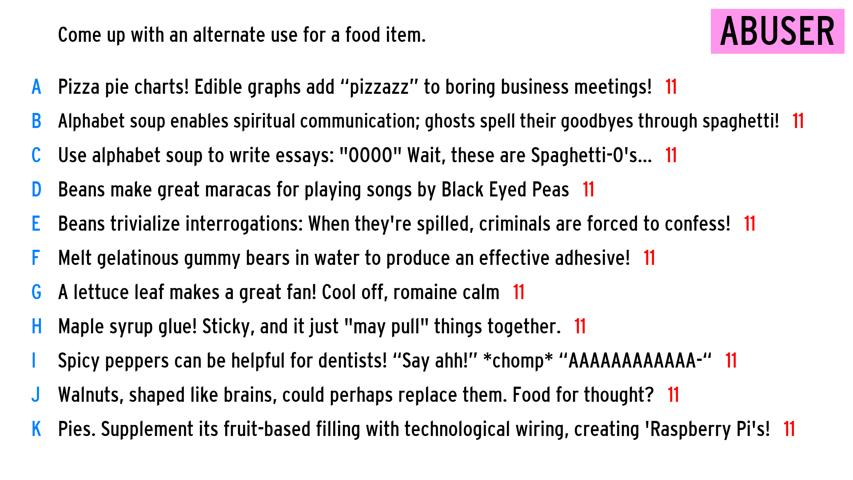 Come up with an alternate use for a food item.
ABUSER
A Pizza pie charts! Edible graphs add “pizzazz” to boring business meetings! 11
B Alphabet soup enables spiritual communication; ghosts spell their goodbyes through spaghetti! 11
C Use alphabet soup to write essays: "OOOO" Wait, these are Spaghetti-O's... 11
D Beans make great maracas for playing songs by Black Eyed Peas 11
E Beans trivialize interrogations: When they're spilled, criminals are forced to confess! 11
F Melt gelatinous gummy bears in water to produce an effective adhesive! 11
G A lettuce leaf makes a great fan! Cool off, romaine calm 11
H Maple syrup glue! Sticky, and it just "may pull" things together. 11
I Spicy peppers can be helpful for dentists! “Say ahh!” *chomp* “AAAAAAAAAAAA-“ 11
J Walnuts, shaped like brains, could perhaps replace them. Food for thought? 11
K Pies. Supplement its fruit-based filling with technological wiring, creating 'Raspberry Pi's! 11